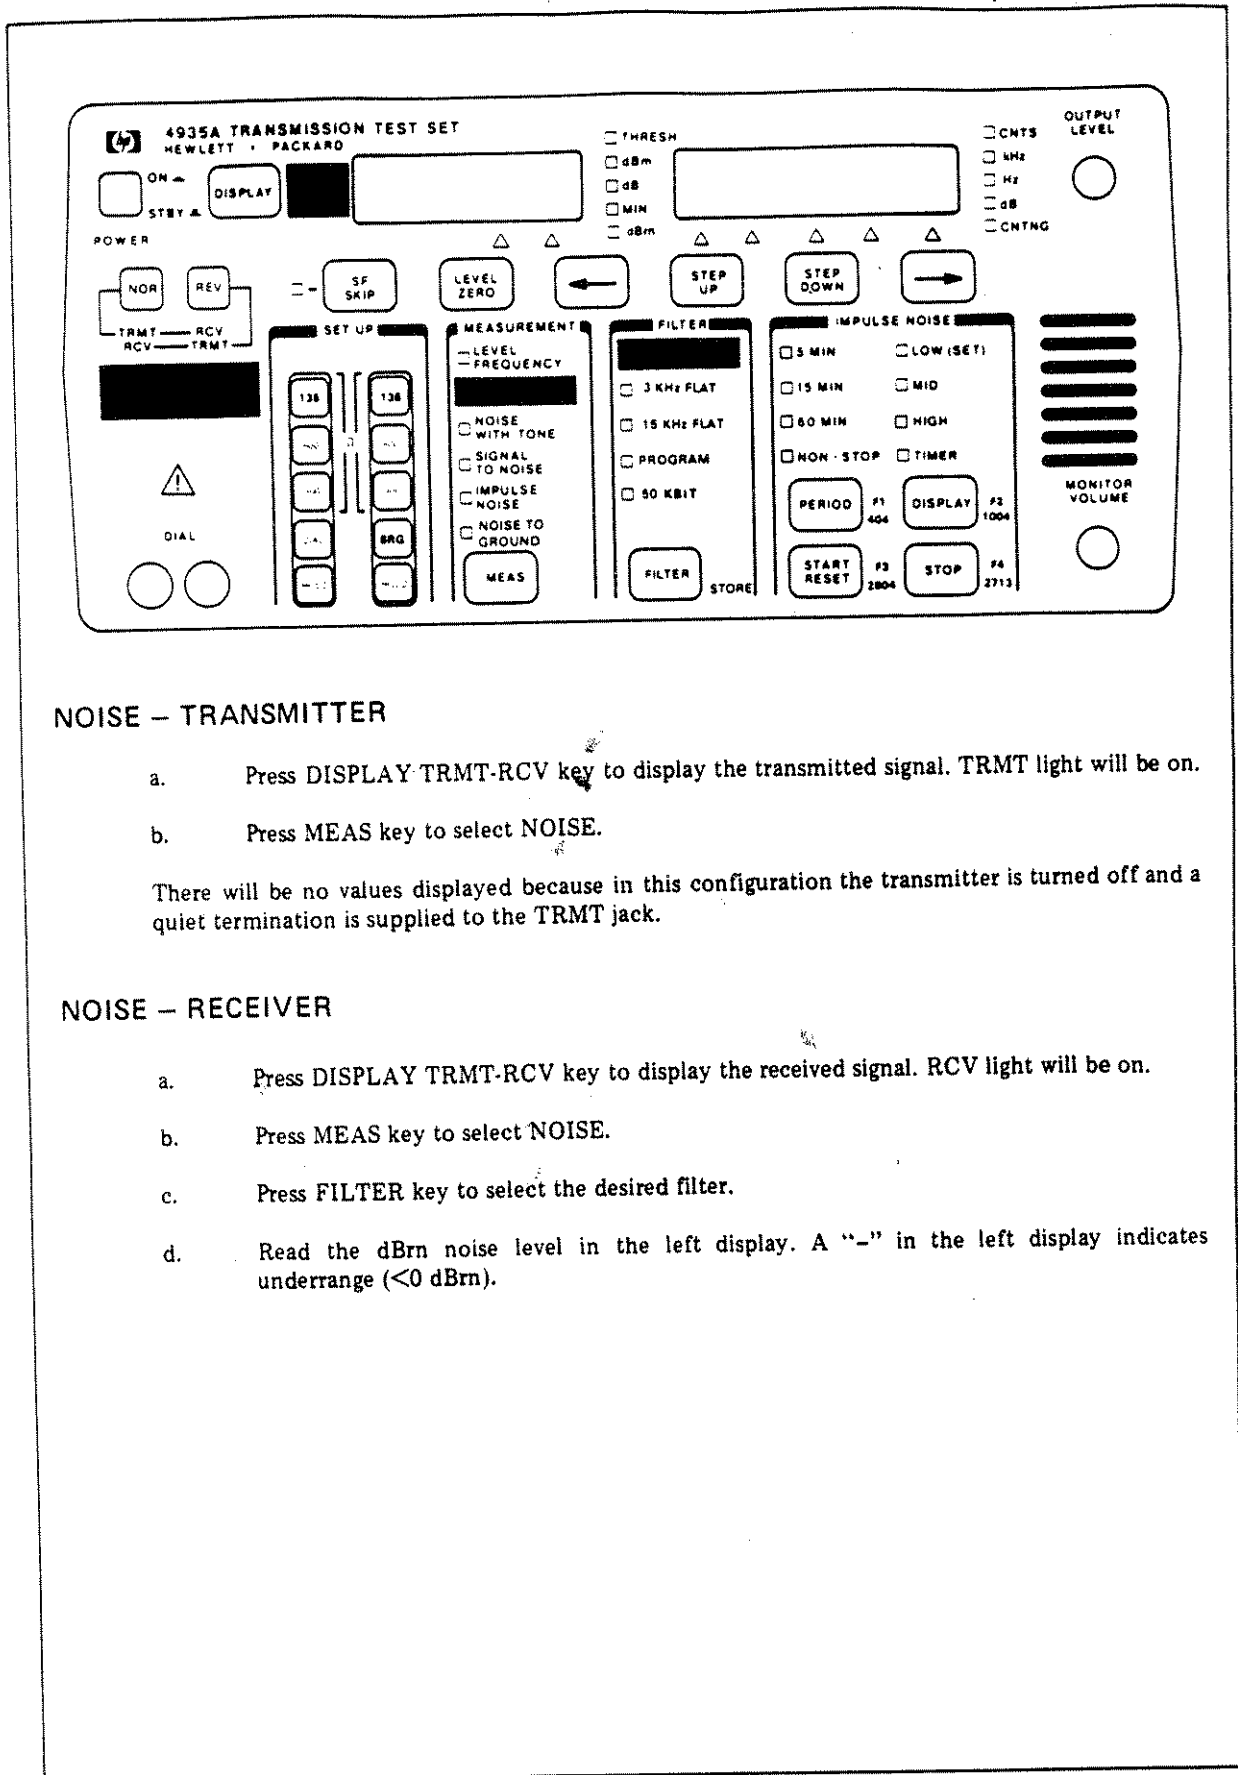 4935A TRANSMISSION TEST SET
HEWLETT · PACKARD
hp
ON
STBY
POWER
DISPLAY
THRESH
dBm
dB
MIN
dBrn
CNTS
kHz
Hz
dB
CNTNG
OUTPUT
LEVEL
NOR
REV
TRMT RCV
RCV TRMT
SF
SKIP
LEVEL
ZERO
STEP
UP
STEP
DOWN
SET UP
135
135
BRG
DIAL
MEASUREMENT
LEVEL
FREQUENCY
NOISE
WITH TONE
SIGNAL
TO NOISE
IMPULSE
NOISE
NOISE TO
GROUND
MEAS
FILTER
3 KHz FLAT
15 KHz FLAT
PROGRAM
50 KBIT
FILTER
STORE
IMPULSE NOISE
5 MIN
LOW (SET)
15 MIN
MID
60 MIN
HIGH
NON - STOP
TIMER
PERIOD
F1
404
DISPLAY
F2
1004
START
RESET
F3
2804
STOP
F4
2713
MONITOR
VOLUME
NOISE – TRANSMITTER
a. Press DISPLAY TRMT-RCV key to display the transmitted signal. TRMT light will be on.
b. Press MEAS key to select NOISE.
There will be no values displayed because in this configuration the transmitter is turned off and a
quiet termination is supplied to the TRMT jack.
NOISE – RECEIVER
a. Press DISPLAY TRMT-RCV key to display the received signal. RCV light will be on.
b. Press MEAS key to select NOISE.
c. Press FILTER key to select the desired filter.
d. Read the dBrn noise level in the left display. A “–” in the left display indicates
underrange (<0 dBrn).